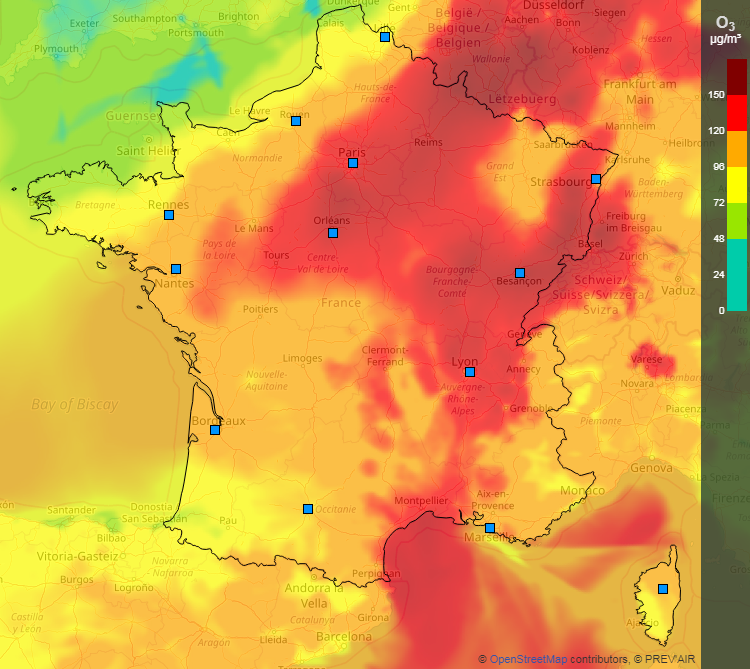 Dunkerque
Calais
Gent
Düsseldorf
Siegen
Exeter
Southampton
Brighton
België /
Belgique /
Belgien
Aachen
Bonn
O₃
µg/m³
Portsmouth
Plymouth
Koblenz
Hessen
Wallonie
Frankfurt am
Main
Hauts-de-
France
Lëtzebuerg
150
Guernsey
Le Havre
Rouen
Mannheim
120
Caen
Saint Helier
Reims
Saarbrücken
Heilbronn
Normandie
Paris
Karlsruhe
96
Grand
Est
Strasbourg
Baden-
Württemberg
72
Bretagne
Rennes
Orléans
Freiburg
im Breisgau
Le Mans
Pays de
la Loire
Basel
48
Tours
Centre
Val de Loire
Zürich
Bourgogne
Franche-
Comté
Besançon
24
Nantes
Schweiz/
Suisse/Svizzera/
Svizra
Vaduz
France
Poitiers
0
Genève
Clermont-
Ferrand
Limoges
Lyon
Annecy
Varese
Nouvelle-
Aquitaine
Auvergne-
Rhône-
Alpes
Novara
Lombardia
Bay of Biscay
Grenoble
Piacenza
Bordeaux
Piemonte
Parma
Genova
La Spezia
Montpellier
Aix-en-
Provence
Monaco
Firenze
Santander
Donostia
San Sebastián
Pau
Occitanie
Bilbao
Marseille
Vitoria-Gasteiz
Navarra
Nafarroa
Burgos
Logroño
Perpignan
Andorra la
Vella
Castilla
y León
Catalunya
Girona
Ajaccio
Aragón
Lleida
Barcelona
Tarragona
© OpenStreetMap contributors, © PREV'AIR